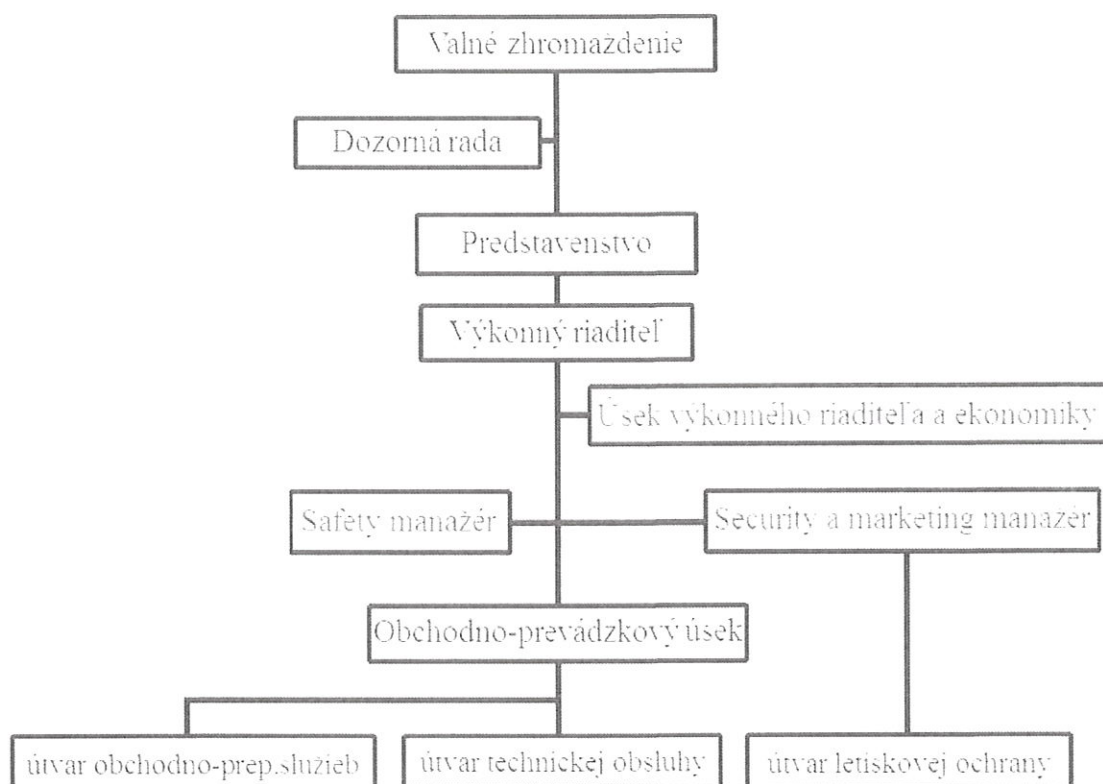 Valné zhromaždenie
Dozorná rada
Predstavenstvo
Výkonný riaditeľ
Úsek výkonného riaditeľa a ekonomiky
Safety manažér
Security a marketing manažér
Obchodno-prevádzkový úsek
útvar obchodno-prep.služieb
útvar technickej obsluhy
útvar letiskovej ochrany